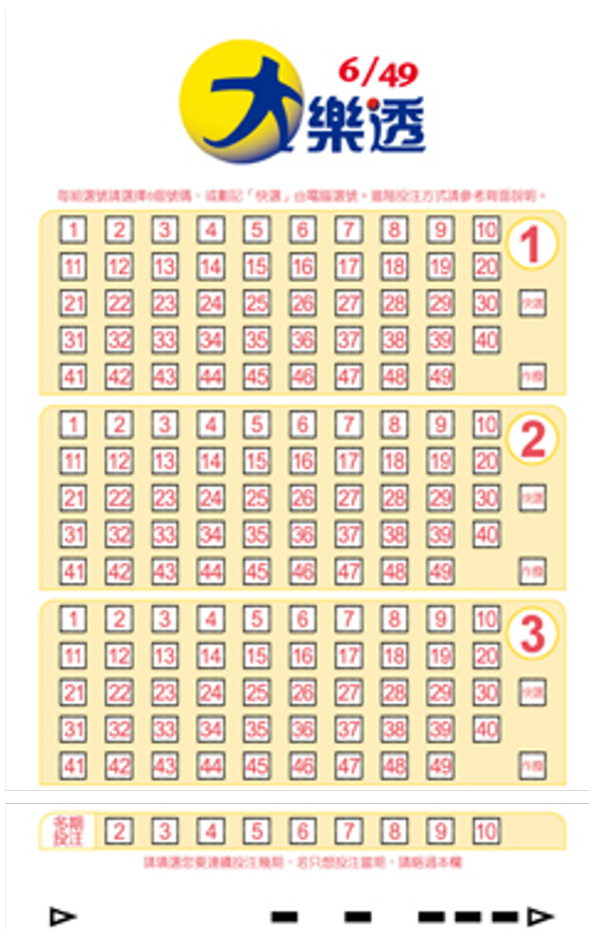 6/49
大樂透
每組選號請選擇6個號碼，或劃記「快選」由電腦選號。進階投注方式請參考背面說明。
1 2 3 4 5 6 7 8 9 10 1
11 12 13 14 15 16 17 18 19 20
21 22 23 24 25 26 27 28 29 30 快選
31 32 33 34 35 36 37 38 39 40
41 42 43 44 45 46 47 48 49 作廢
1 2 3 4 5 6 7 8 9 10 2
11 12 13 14 15 16 17 18 19 20
21 22 23 24 25 26 27 28 29 30 快選
31 32 33 34 35 36 37 38 39 40
41 42 43 44 45 46 47 48 49 作廢
1 2 3 4 5 6 7 8 9 10 3
11 12 13 14 15 16 17 18 19 20
21 22 23 24 25 26 27 28 29 30 快選
31 32 33 34 35 36 37 38 39 40
41 42 43 44 45 46 47 48 49 作廢
多期
投注 2 3 4 5 6 7 8 9 10
請填選您要連續投注幾期，若只想投注當期，請略過本欄